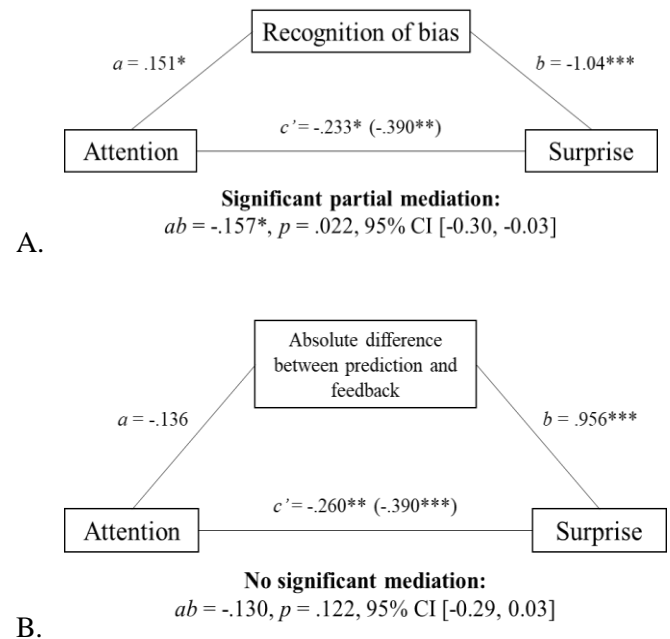 Recognition of bias
a = .151*
b = -1.04***
c’= -.233* (-.390**)
Attention
Surprise
Significant partial mediation:
ab = -.157*, p = .022, 95% CI [-0.30, -0.03]
A.
Absolute difference
between prediction and
feedback
a = -.136
b = .956***
c’= -.260** (-.390***)
Attention
Surprise
No significant mediation:
ab = -.130, p = .122, 95% CI [-0.29, 0.03]
B.